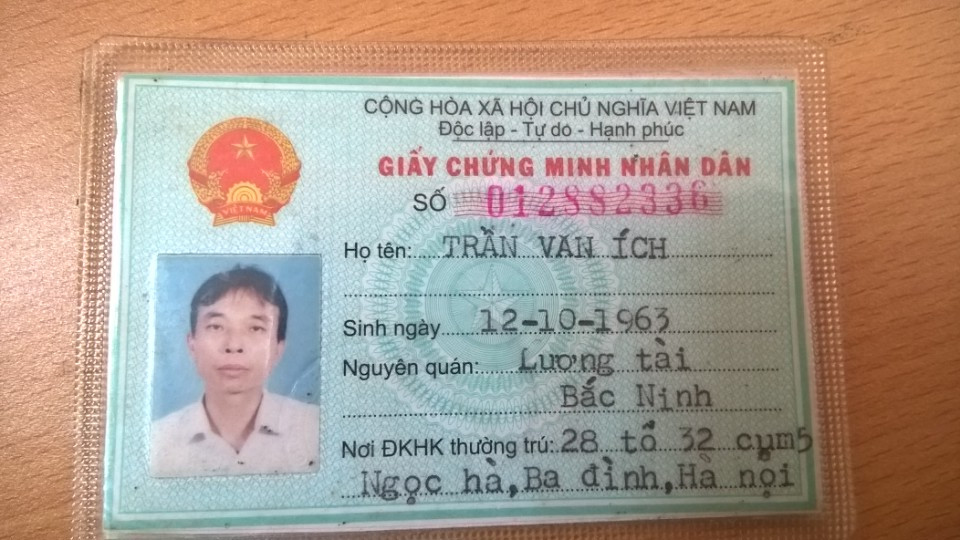 CỘNG HÒA XÃ HỘI CHỦ NGHĨA VIỆT NAM
Độc lập - Tự do - Hạnh phúc
GIẤY CHỨNG MINH NHÂN DÂN
SỐ 012882336
Họ tên: TRẦN VĂN ÍCH
Sinh ngày 12-10-1963
Nguyên quán: Lương tài
Bắc Ninh
Nơi ĐKHK thường trú: 28 tổ 32 cụm5
Ngọc hà, Ba đình, Hà nội
VIỆT NAM